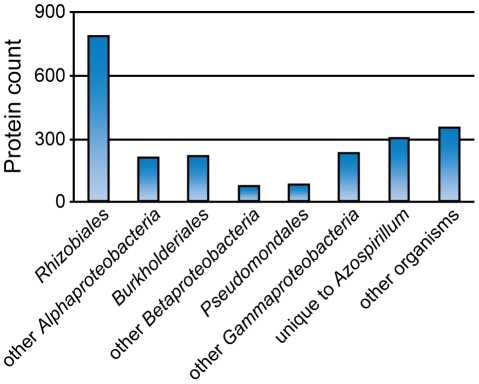 Protein count
900
600
300
0
Rhizobiales
other Alphaproteobacteria
Burkholderiales
other Betaproteobacteria
Pseudomondales
other Gammaproteobacteria
unique to Azospirillum
other organisms